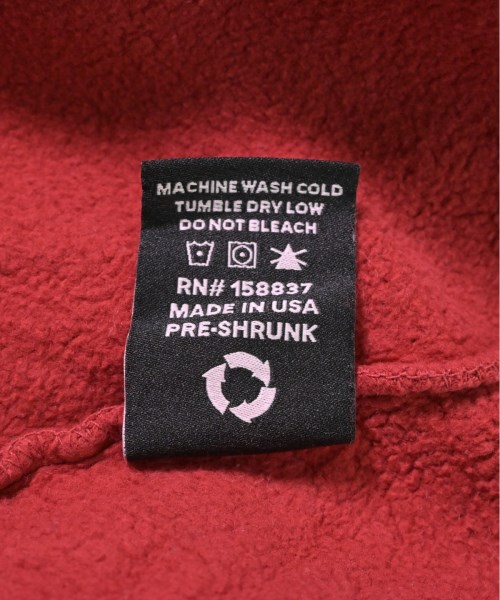 MACHINE WASH COLD
TUMBLE DRY LOW
DO NOT BLEACH
RN# 158837
MADE IN USA
PRE-SHRUNK